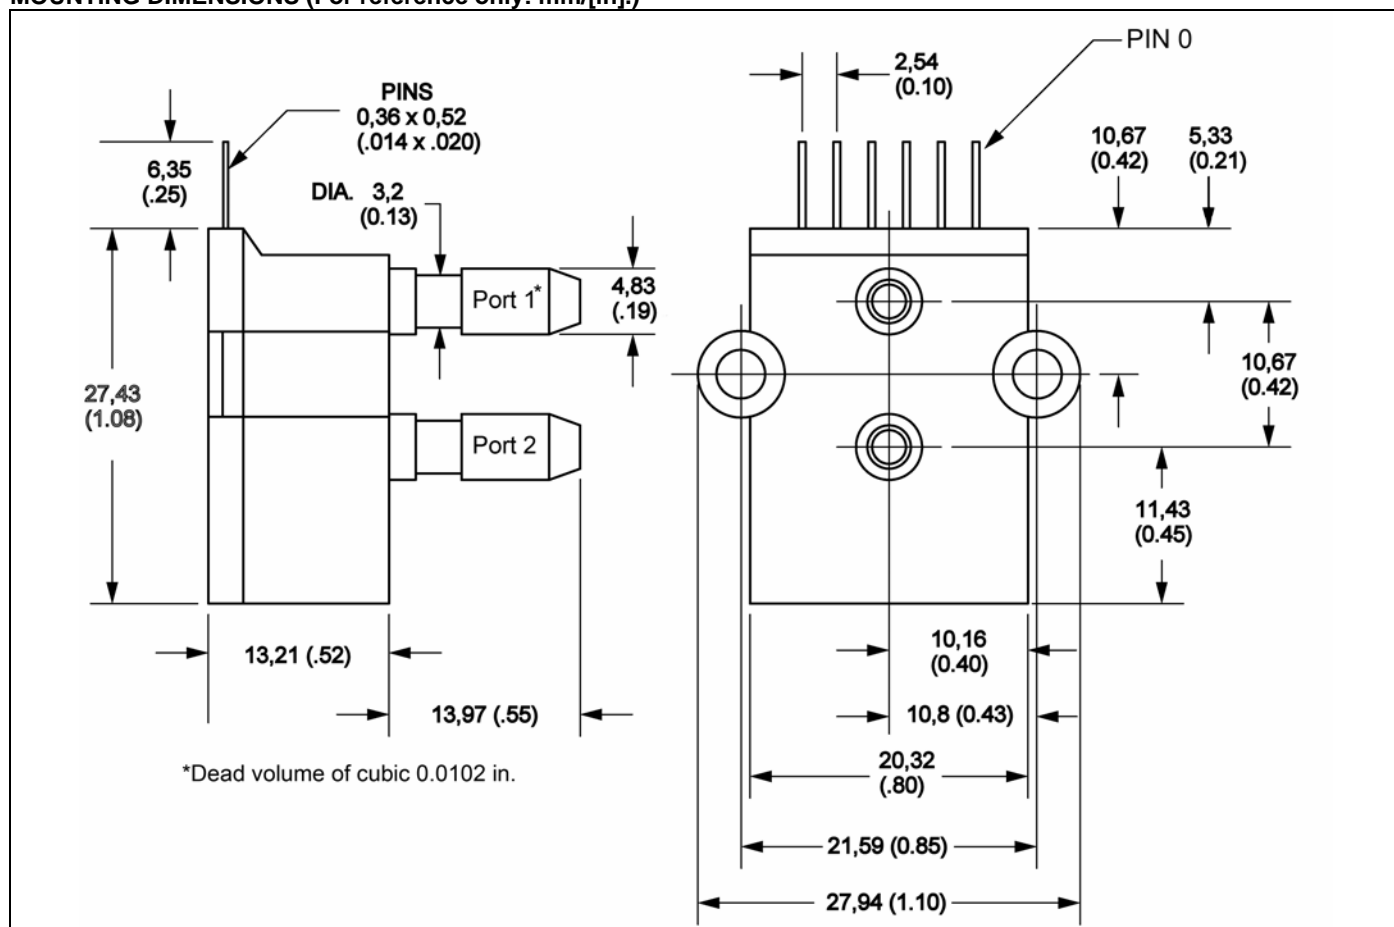 MOUNTING DIMENSIONS (For reference only: mm/[in].)
PIN 0
2,54
(0.10)
PINS
0,36 x 0,52
(.014 x .020)
10,67
(0.42)
5,33
(0.21)
6,35
(.25)
DIA. 3,2
(0.13)
Port 1*
4,83
(.19)
27,43
(1.08)
10,67
(0.42)
Port 2
11,43
(0.45)
13,21 (.52)
10,16
(0.40)
13,97 (.55)
10,8 (0.43)
*Dead volume of cubic 0.0102 in.
20,32
(.80)
21,59 (0.85)
27,94 (1.10)